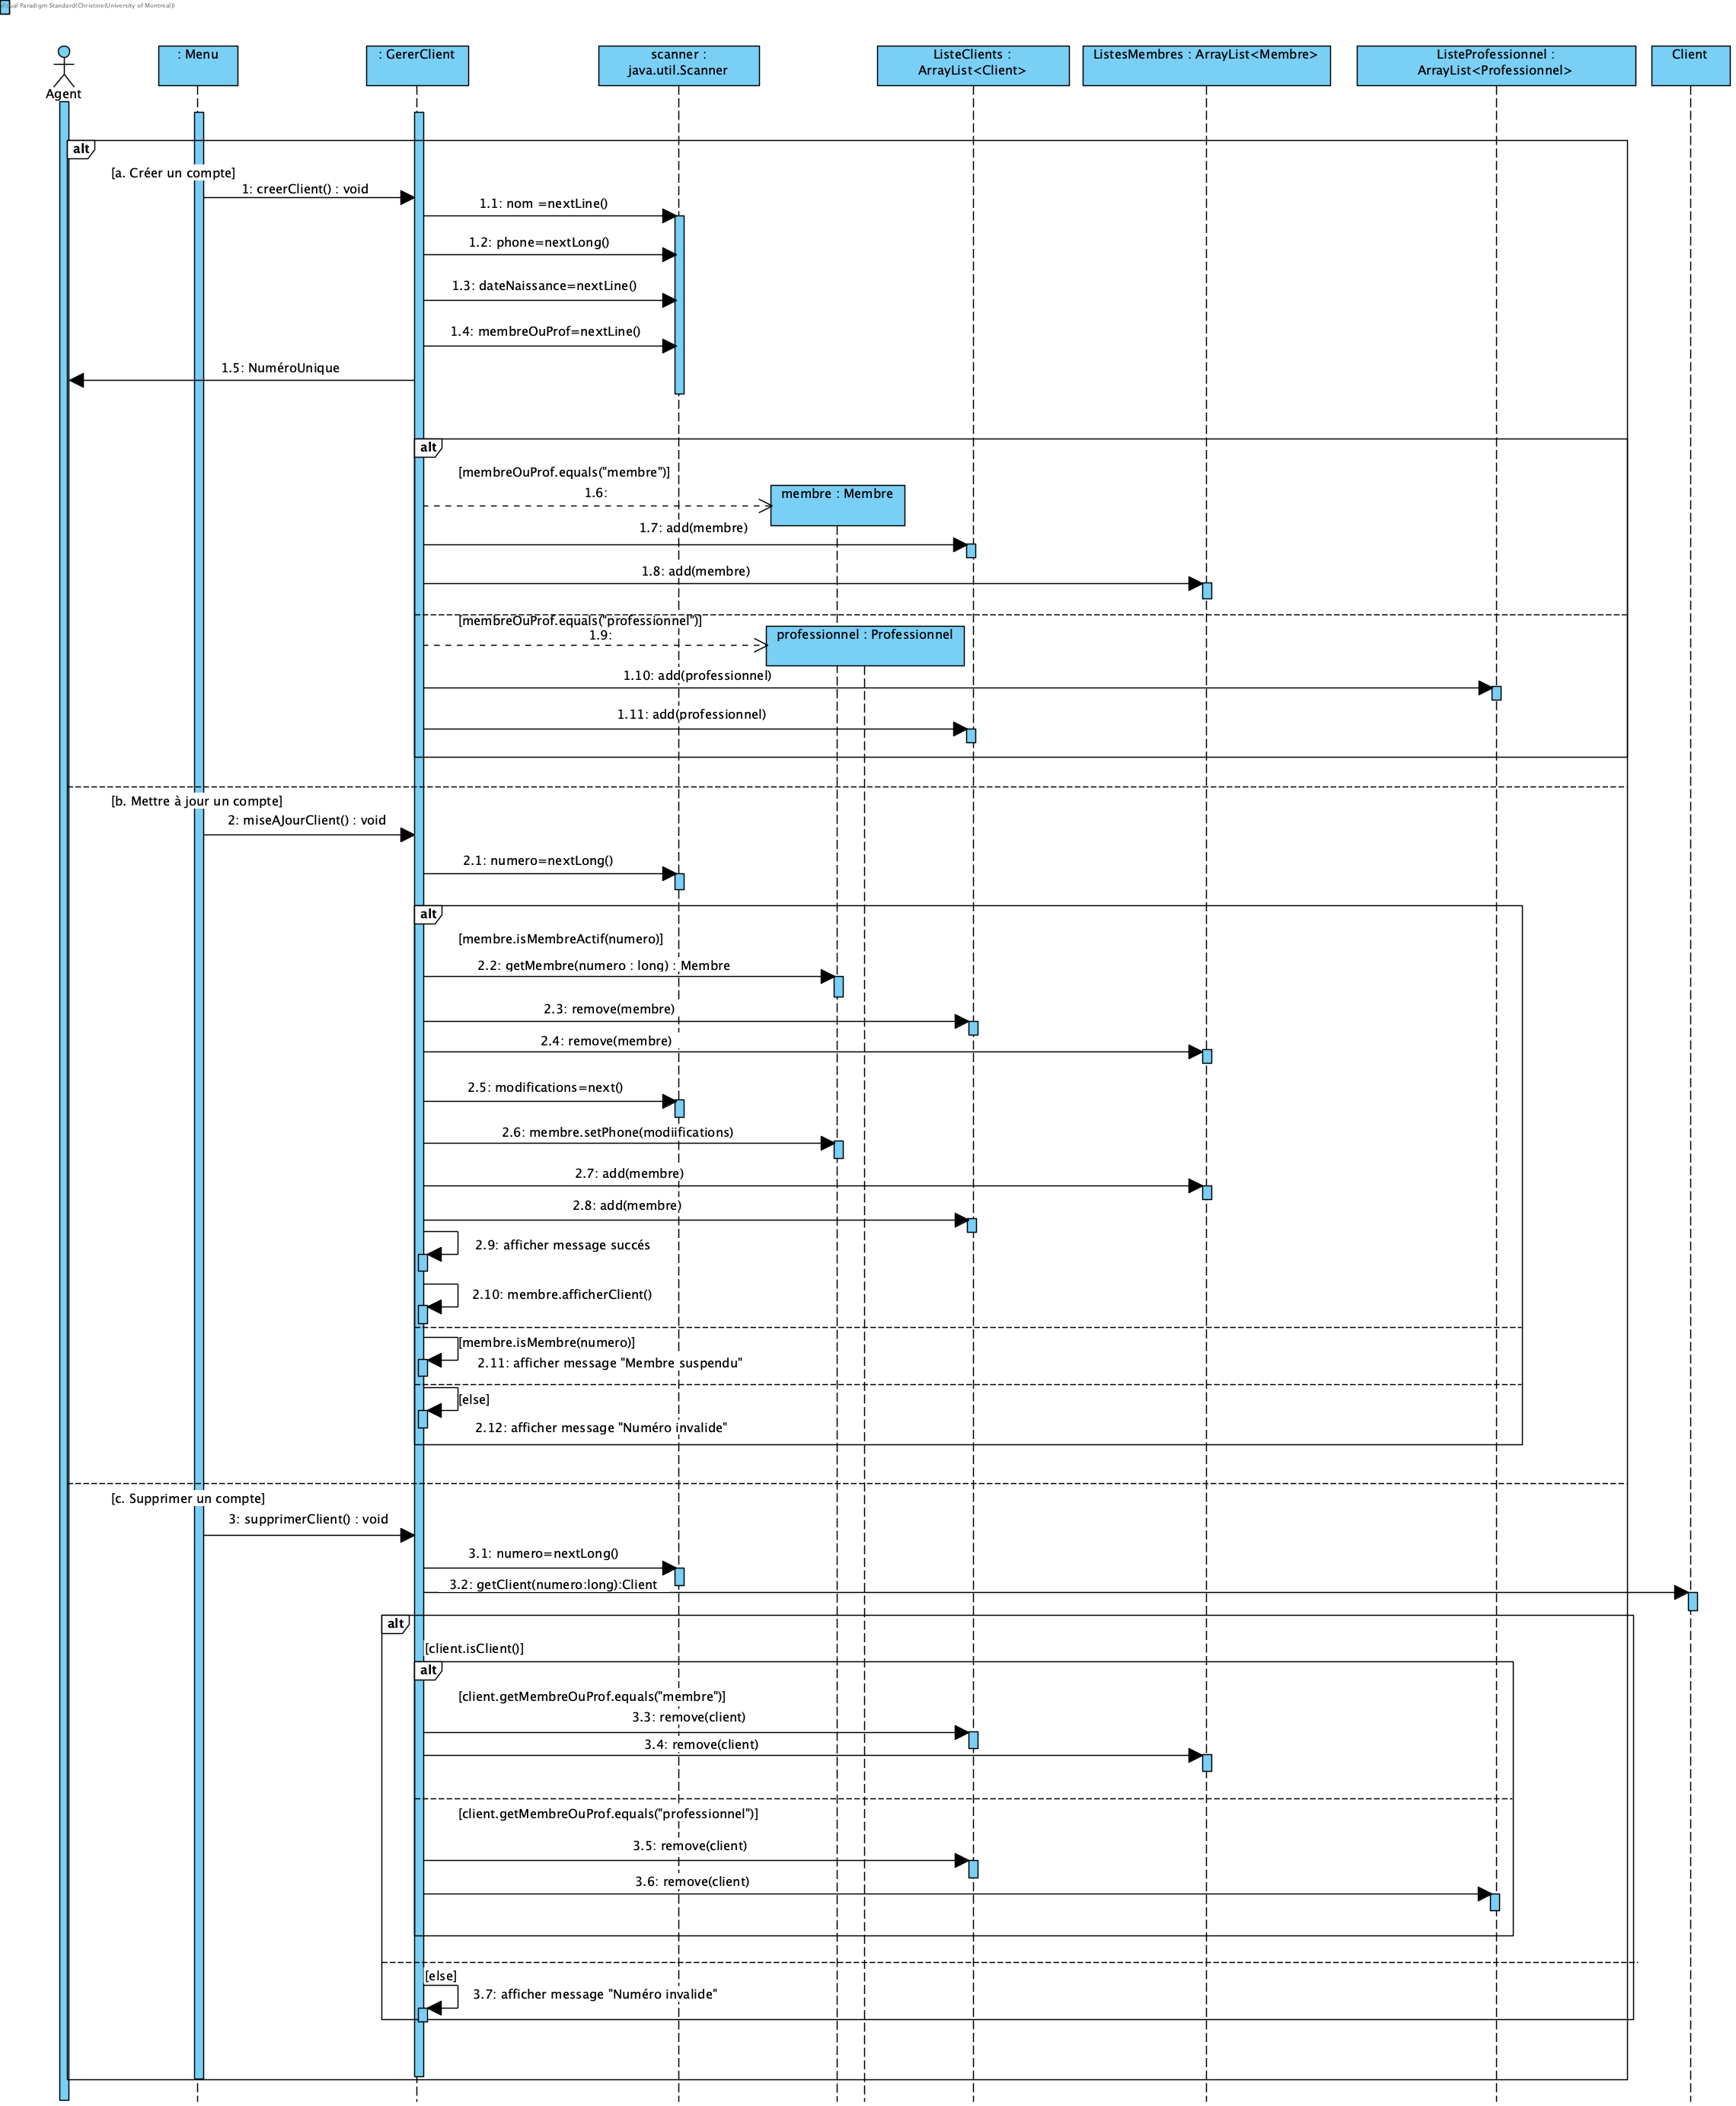 Visual Paradigm Standard(Christine(University of Montreal))
Agent
: Menu
: GererClient
scanner :
java.util.Scanner
ListeClients :
ArrayList<Client>
ListesMembres : ArrayList<Membre>
ListeProfessionnel :
ArrayList<Professionnel>
Client
alt
[a. Créer un compte]
1: creerClient() : void
1.1: nom =nextLine()
1.2: phone=nextLong()
1.3: dateNaissance=nextLine()
1.4: membreOuProf=nextLine()
1.5: NuméroUnique
alt
[membreOuProf.equals("membre")]
1.6:
membre : Membre
1.7: add(membre)
1.8: add(membre)
[membreOuProf.equals("professionnel")]
1.9:
professionnel : Professionnel
1.10: add(professionnel)
1.11: add(professionnel)
[b. Mettre à jour un compte]
2: miseAJourClient() : void
2.1: numero=nextLong()
alt
[membre.isMembreActif(numero)]
2.2: getMembre(numero : long) : Membre
2.3: remove(membre)
2.4: remove(membre)
2.5: modifications=next()
2.6: membre.setPhone(modiifications)
2.7: add(membre)
2.8: add(membre)
2.9: afficher message succés
2.10: membre.afficherClient()
[membre.isMembre(numero)]
2.11: afficher message "Membre suspendu"
[else]
2.12: afficher message "Numéro invalide"
[c. Supprimer un compte]
3: supprimerClient() : void
3.1: numero=nextLong()
3.2: getClient(numero:long):Client
alt
[client.isClient()]
alt
[client.getMembreOuProf.equals("membre")]
3.3: remove(client)
3.4: remove(client)
[client.getMembreOuProf.equals("professionnel")]
3.5: remove(client)
3.6: remove(client)
[else]
3.7: afficher message "Numéro invalide"